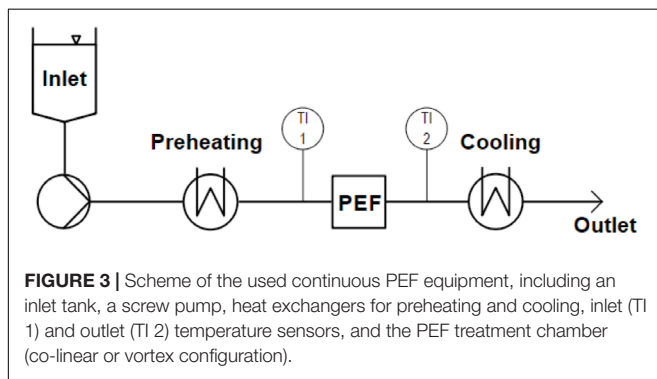 Inlet
Preheating
TI
1
TI
2
Cooling
PEF
Outlet
FIGURE 3 | Scheme of the used continuous PEF equipment, including an
inlet tank, a screw pump, heat exchangers for preheating and cooling, inlet (TI
1) and outlet (TI 2) temperature sensors, and the PEF treatment chamber
(co-linear or vortex configuration).